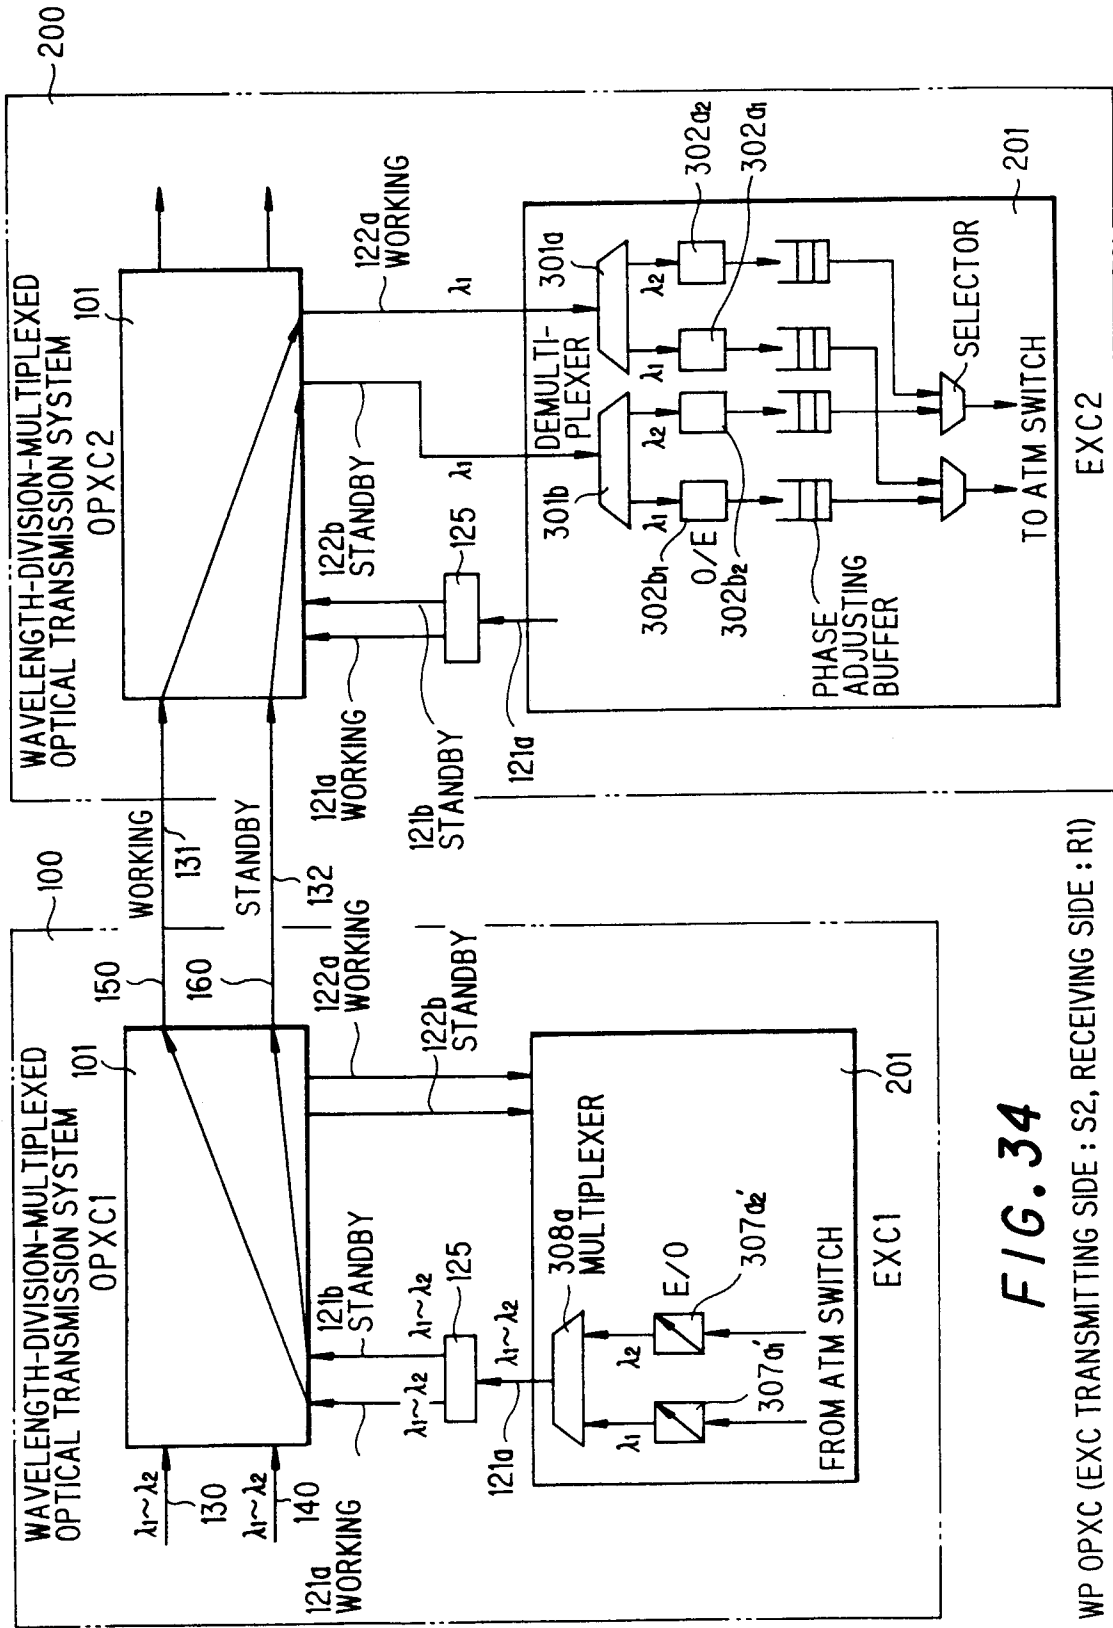 WAVELENGTH-DIVISION-MULTIPLEXED
OPTICAL TRANSMISSION SYSTEM
OPXC1
101
100
λ1~λ2
130
λ1~λ2
140
121a
WORKING
150
160
WORKING
131
STANDBY
132
122a
WORKING
122b
STANDBY
121b
STANDBY
λ1~λ2
λ1~λ2
125
121a
λ1~λ2
308a
MULTIPLEXER
λ1
λ2
E/O
307a1'
307a2'
FROM ATM SWITCH
201
EXC1
WAVELENGTH-DIVISION-MULTIPLEXED
OPTICAL TRANSMISSION SYSTEM
OPXC2
101
200
121a
WORKING
121b
STANDBY
125
121a
122b
STANDBY
122a
WORKING
λ1
λ1
DEMULTI-
PLEXER
301b
301a
λ1
λ2
λ1
λ2
302b1
O/E
302b2
302a2
302a1
PHASE
ADJUSTING
BUFFER
SELECTOR
TO ATM SWITCH
201
EXC2
FIG. 34
WP OPXC (EXC TRANSMITTING SIDE : S2, RECEIVING SIDE : R1)